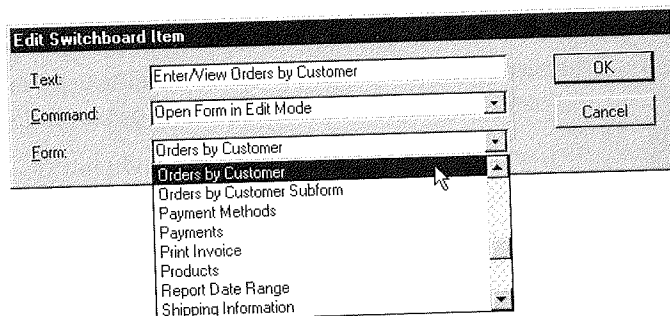 Edit Switchboard Item
Text: Enter/View Orders by Customer OK
Command: Open Form in Edit Mode Cancel
Form: Orders by Customer
Orders by Customer
Orders by Customer Subform
Payment Methods
Payments
Print Invoice
Products
Report Date Range
Shipping Information